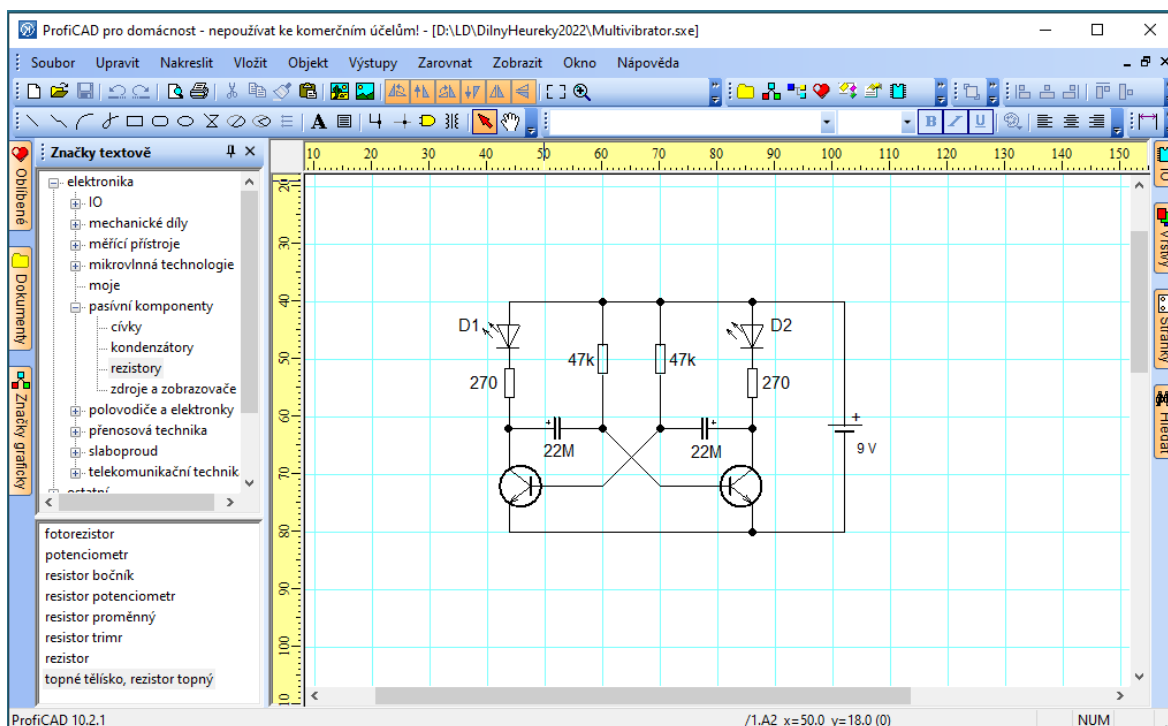 ProfiCAD pro domácnost - nepoužívat ke komerčním účelům! - [D:\LD\DilnyHeureky2022\Multivibrator.sxe]
Soubor Upravit Nakreslit Vložit Objekt Výstupy Zarovnat Zobrazit Okno Nápověda
A B I U
Oblíbené
Dokumenty
Značky graficky
Značky textově
elektronika
IO
mechanické díly
měřící přístroje
mikrovlnná technologie
moje
pasívní komponenty
cívky
kondenzátory
rezistory
zdroje a zobrazovače
polovodiče a elektronky
přenosová technika
slaboproud
telekomunikační technik
ostatní
fotorezistor
potenciometr
resistor bočník
resistor potenciometr
resistor proměnný
resistor trimr
rezistor
topné tělísko, rezistor topný
10 20 30 40 50 60 70 80 90 100 110 120 130 140 150
20
30
40
50
60
70
80
90
100
D1 D2
47k 47k
270 270
+ + +
22M 22M 9 V
IO
Vrstvy
Stránky
Hledat
ProfiCAD 10.2.1 /1.A2 x=50.0 y=18.0 (0) NUM